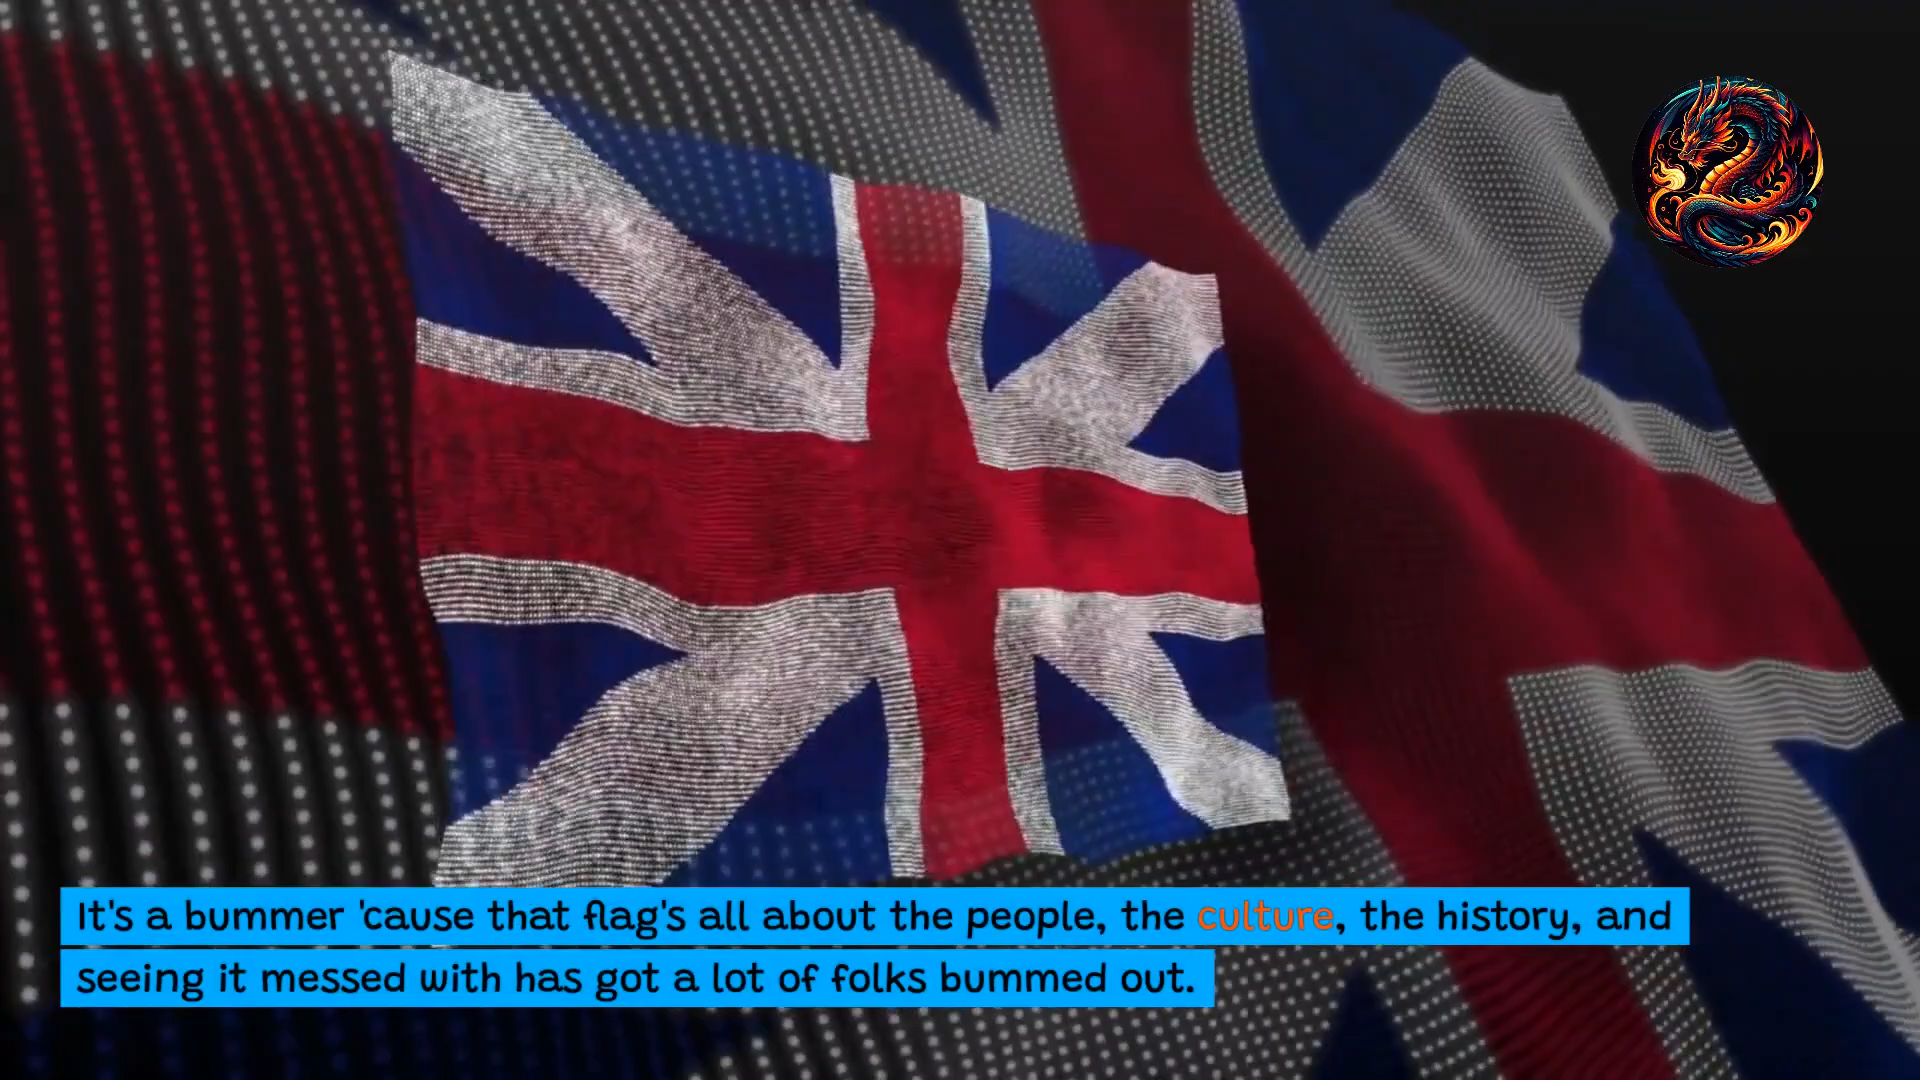 It's a bummer 'cause that flag's all about the people, the culture, the history, and
seeing it messed with has got a lot of folks bummed out.